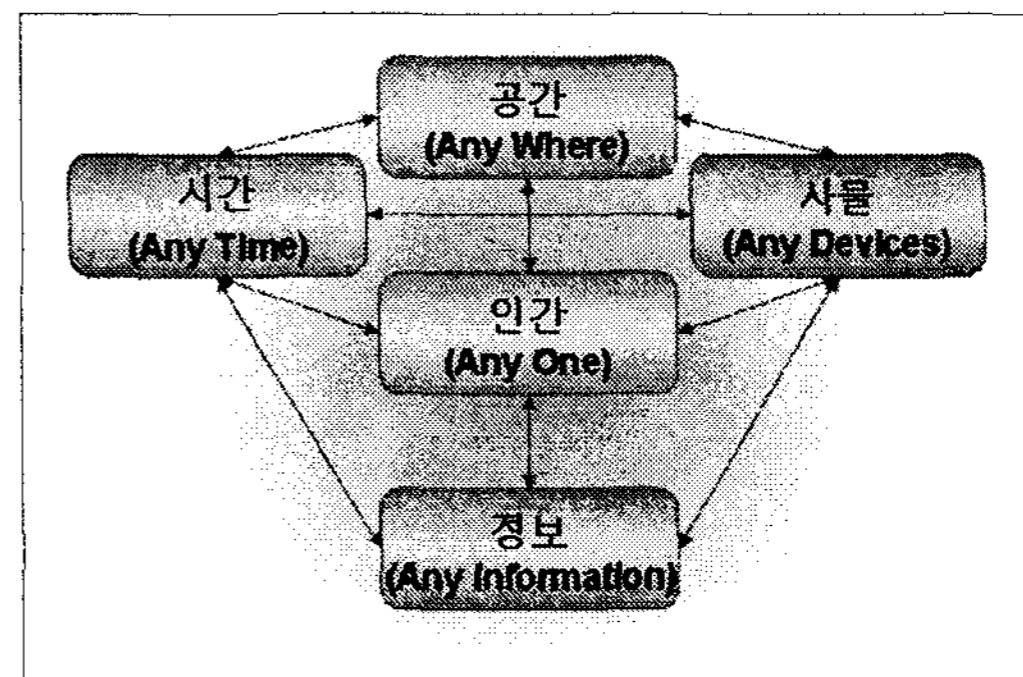 공간
(Any Where)
시간
(Any Time)
사물
(Any Devices)
인간
(Any One)
정보
(Any Information)